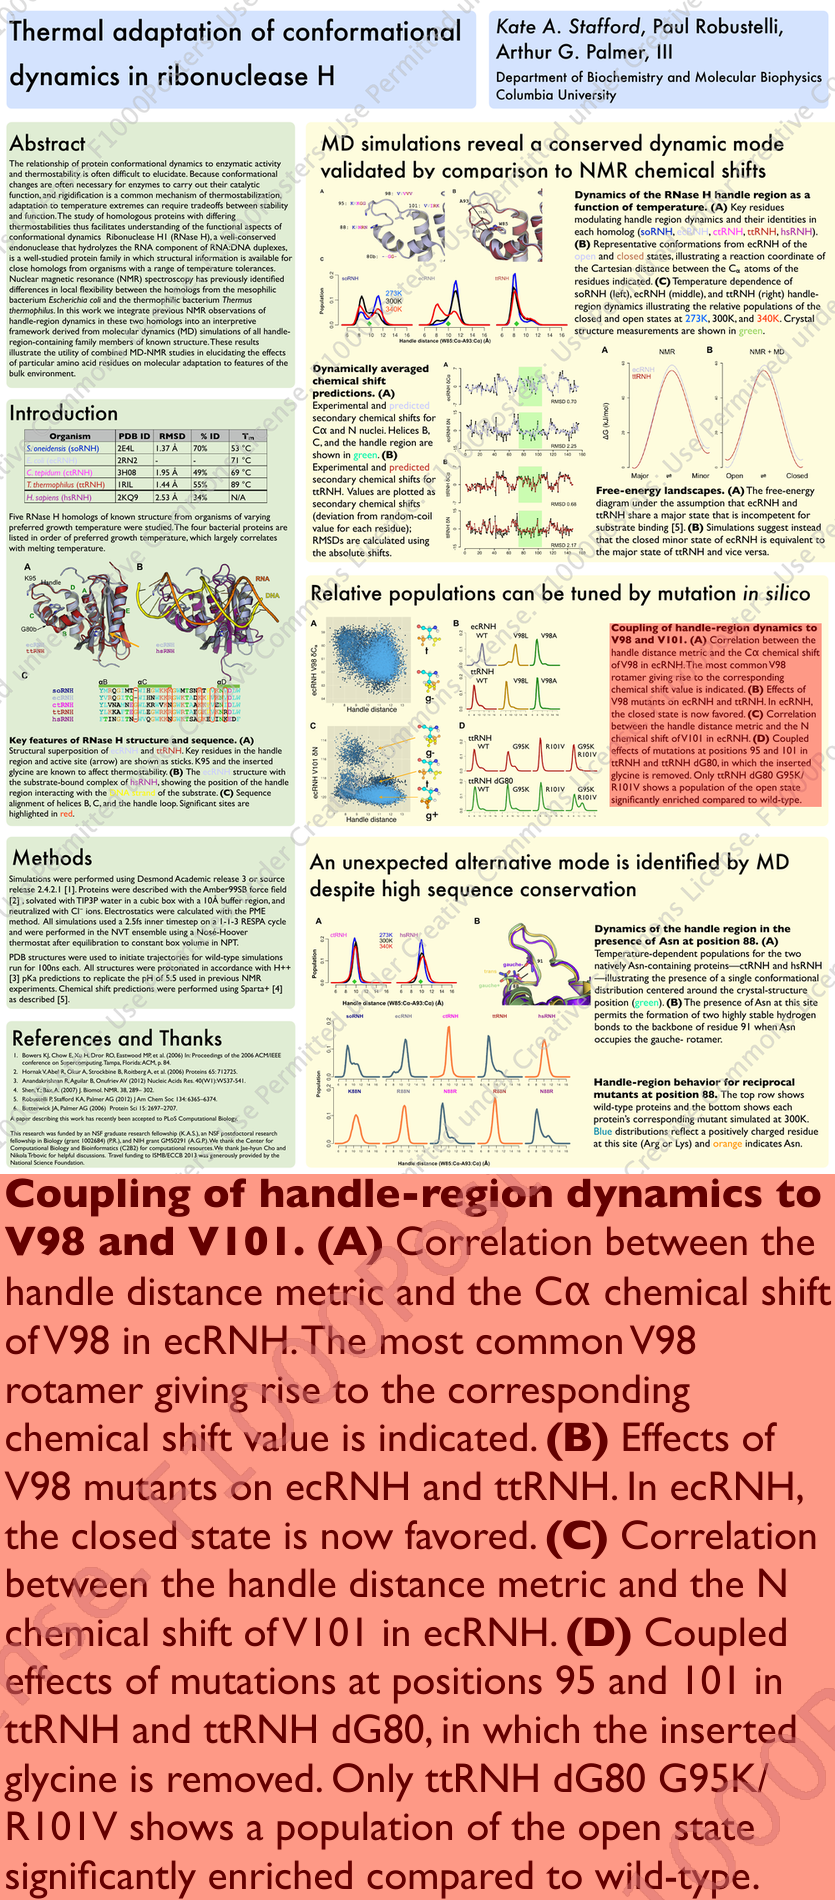 Thermal adaptation of conformational
dynamics in ribonuclease H
Kate A. Stafford, Paul Robustelli,
Arthur G. Palmer, III
Department of Biochemistry and Molecular Biophysics
Columbia University
Abstract
The relationship of protein conformational dynamics to enzymatic activity
and thermostability is often difficult to elucidate. Because conformational
changes are often necessary for enzymes to carry out their catalytic
function, and rigidification is a common mechanism of thermostabilization,
adaptation to temperature extremes can require tradeoffs between stability
and function. The study of homologous proteins with differing
thermostabilities thus facilitates understanding of the functional aspects of
conformational dynamics Ribonuclease H1 (RNase H), a well-conserved
endonuclease that hydrolyzes the RNA component of RNA:DNA duplexes,
is a well-studied protein family in which structural information is available for
close homologs from organisms with a range of temperature tolerances.
Nuclear magnetic resonance (NMR) spectroscopy has previously identified
differences in local flexibility between the homologs from the mesophilic
bacterium Escherichia coli and the thermophilic bacterium Thermus
thermophilus. In this work we integrate previous NMR observations
of handle-region dynamics in these two homologs into an interpretive
framework derived from molecular dynamics (MD) simulations of all handle-
region-containing family members of known structure. These results
illustrate the utility of combined MD-NMR studies in elucidating the effects
of particular amino acid residues on molecular adaptation to features of the
bulk environment.
Introduction
Organism PDB ID RMSD % ID Tm
S. oneidensis (soRNH) 2E4L 1.37 Å 70% 53 °C
- 2RN2 - - 71 °C
C. tepidum (ctRNH) 3H08 1.95 Å 49% 69 °C
T. thermophilus (ttRNH) 1RIL 1.44 Å 55% 89 °C
H. sapiens (hsRNH) 2KQ9 2.53 Å 34% N/A
Five RNase H homologs of known structure from organisms of varying
preferred growth temperature were studied. The four bacterial proteins are
listed in order of preferred growth temperature, which largely correlates
with melting temperature.
A
B
K95
Handle
G80b
RNA
DNA
ecRNH
ttRNH
ecRNH
hsRNH
C
αB αC αD
soRNH
ecRNH
ctRNH
ttRNH
hsRNH
Key features of RNase H structure and sequence. (A)
Structural superposition of ecRNH and ttRNH. Key residues in the handle
region and active site (arrow) are shown as sticks. K95 and the inserted
glycine are known to affect thermostability. (B) The ecRNH structure with
the substrate-bound complex of hsRNH, showing the position of the handle
region interacting with the of the substrate. (C) Sequence
alignment of helices B, C, and the handle loop. Significant sites are
highlighted in red.
Methods
Simulations were performed using Desmond Academic release 3 or source
release 2.4.2.1 [1]. Proteins were described with the Amber99SB force field
[2], solvated with TIP3P water in a cubic box with a 10Å buffer region, and
neutralized with Cl⁻ ions. Electrostatics were calculated with the PME
method. All simulations used a 2.5fs inner timestep on a 1-1-3 RESPA cycle
and were performed in the NVT ensemble using a Nosé-Hoover
thermostat after equilibration to constant box volume in NPT.
PDB structures were used to initiate trajectories for wild-type simulations
run for 100ns each. All structures were protonated in accordance with H++
[3] pKa predictions to replicate the pH of 5.5 used in previous NMR
experiments. Chemical shift predictions were performed using Sparta+ [4]
as described [5].
References and Thanks
1. Bowers KJ, Chow E, Xu H, Dror RO, Eastwood MP, et al. (2006) In: Proceedings of the 2006 ACM/IEEE
conference on Supercomputing. Tampa, Florida: ACM, p. 84.
2. Hornak V, Abel R, Okur A, Strockbine B, Roitberg A, et al. (2006) Proteins 65: 712725.
3. Anandakrishnan R, Aguilar B, Onufriev AV (2012) Nucleic Acids Res. 40(W1):W537-541.
4. Shen, Y.; Bax, A. (2007) J Biomol. NMR, 38, 289– 302.
5. Robustelli P, Stafford KA, Palmer AG (2012) J Am Chem Soc 134: 6365–6374.
6. Butterwick JA, Palmer AG (2006) Protein Sci 15: 2697–2707.
A paper describing this work has recently been accepted to PLoS Computational Biology.
This research was funded by an NSF graduate research fellowship (K.A.S.), an NSF postdoctoral research
fellowship in Biology (grant 1002684) (P.R.), and NIH grant GM50291 (A.G.P.). We thank the Center for
Computational Biology and Bioinformatics (C2B2) for computational resources. We thank Jae-hyun Cho and
Nikola Trbovic for helpful discussions. Travel funding to ISMB/ECCB 2013 was generously provided by the
National Science Foundation.
MD simulations reveal a conserved dynamic mode
validated by comparison to NMR chemical shifts
Dynamics of the RNase H handle region as a
function of temperature. (A) Key residues
modulating handle region dynamics and their identities in
each homolog (soRNH, ecRNH, ctRNH, ttRNH, hsRNH).
(B) Representative conformations from ecRNH of the
open and closed states, illustrating a reaction coordinate of
the Cartesian distance between the Cα atoms of the
residues indicated. (C) Temperature dependence of
soRNH (left), ecRNH (middle), and ttRNH (right) handle-
region dynamics illustrating the relative populations of the
closed and open states at 273K, 300K, and 340K. Crystal
structure measurements are shown in green.
soRNH ecRNH ttRNH
273K
300K
340K
Population
Handle distance (W85:Cα-A93:Cα) (Å)
Dynamically averaged
chemical shift
predictions. (A)
Experimental and predicted
secondary chemical shifts for
Cα and N nuclei. Helices B,
C, and the handle region are
shown in green. (B)
Experimental and predicted
secondary chemical shifts for
ttRNH. Values are plotted as
secondary chemical shifts
(deviation from random-coil
value for each residue);
RMSDs are calculated using
the absolute shifts.
RMSD 0.70
RMSD 2.25
RMSD 0.68
RMSD 2.17
A NMR
B NMR + MD
ecRNH
ttRNH
ΔG (kJ/mol)
Major ⇌ Minor Open ⇌ Closed
Free-energy landscapes. (A) The free-energy
diagram under the assumption that ecRNH and
ttRNH share a major state that is incompetent for
substrate binding [5]. (B) Simulations suggest instead
that the closed minor state of ecRNH is equivalent to
the major state of ttRNH and vice versa.
Relative populations can be tuned by mutation in silico
A
ecRNH V98 δCα
Handle distance
t
g-
B
ecRNH
WT V98L V98A
ttRNH
WT V98L V98A
C
ecRNH V101 δN
Handle distance
g-
t
g+
D
ttRNH
WT G95K R101V G95K
R101V
ttRNH dG80
WT G95K R101V G95K
R101V
Coupling of handle-region dynamics to
V98 and V101. (A) Correlation between the
handle distance metric and the Cα chemical shift
of V98 in ecRNH. The most common V98
rotamer giving rise to the corresponding
chemical shift value is indicated. (B) Effects of
V98 mutants on ecRNH and ttRNH. In ecRNH,
the closed state is now favored. (C) Correlation
between the handle distance metric and the N
chemical shift of V101 in ecRNH. (D) Coupled
effects of mutations at positions 95 and 101 in
ttRNH and ttRNH dG80, in which the inserted
glycine is removed. Only ttRNH dG80 G95K/
R101V shows a population of the open state
significantly enriched compared to wild-type.
An unexpected alternative mode is identified by MD
despite high sequence conservation
A
ctRNH
273K
300K
340K
hsRNH
Population
Handle distance (W85:Cα-A93:Cα) (Å)
B
gauche-
trans
gauche+
91
Dynamics of the handle region in the
presence of Asn at position 88. (A)
Temperature-dependent populations for the two
natively Asn-containing proteins—ctRNH and hsRNH
—illustrating the presence of a single conformational
distribution centered around the crystal-structure
position (green). (B) The presence of Asn at this site
permits the formation of two highly stable hydrogen
bonds to the backbone of residue 91 when Asn
occupies the gauche- rotamer.
soRNH ecRNH ctRNH ttRNH hsRNH
K88N R88N N88R R88N N88R
Population
Handle distance (W85:Cα-A93:Cα) (Å)
Handle-region behavior for reciprocal
mutants at position 88. The top row shows
wild-type proteins and the bottom shows each
protein's corresponding mutant simulated at 300K.
Blue distributions reflect a positively charged residue
at this site (Arg or Lys) and orange indicates Asn.
Coupling of handle-region dynamics to
V98 and V101. (A) Correlation between the
handle distance metric and the Cα chemical shift
of V98 in ecRNH. The most common V98
rotamer giving rise to the corresponding
chemical shift value is indicated. (B) Effects of
V98 mutants on ecRNH and ttRNH. In ecRNH,
the closed state is now favored. (C) Correlation
between the handle distance metric and the N
chemical shift of V101 in ecRNH. (D) Coupled
effects of mutations at positions 95 and 101 in
ttRNH and ttRNH dG80, in which the inserted
glycine is removed. Only ttRNH dG80 G95K/
R101V shows a population of the open state
significantly enriched compared to wild-type.